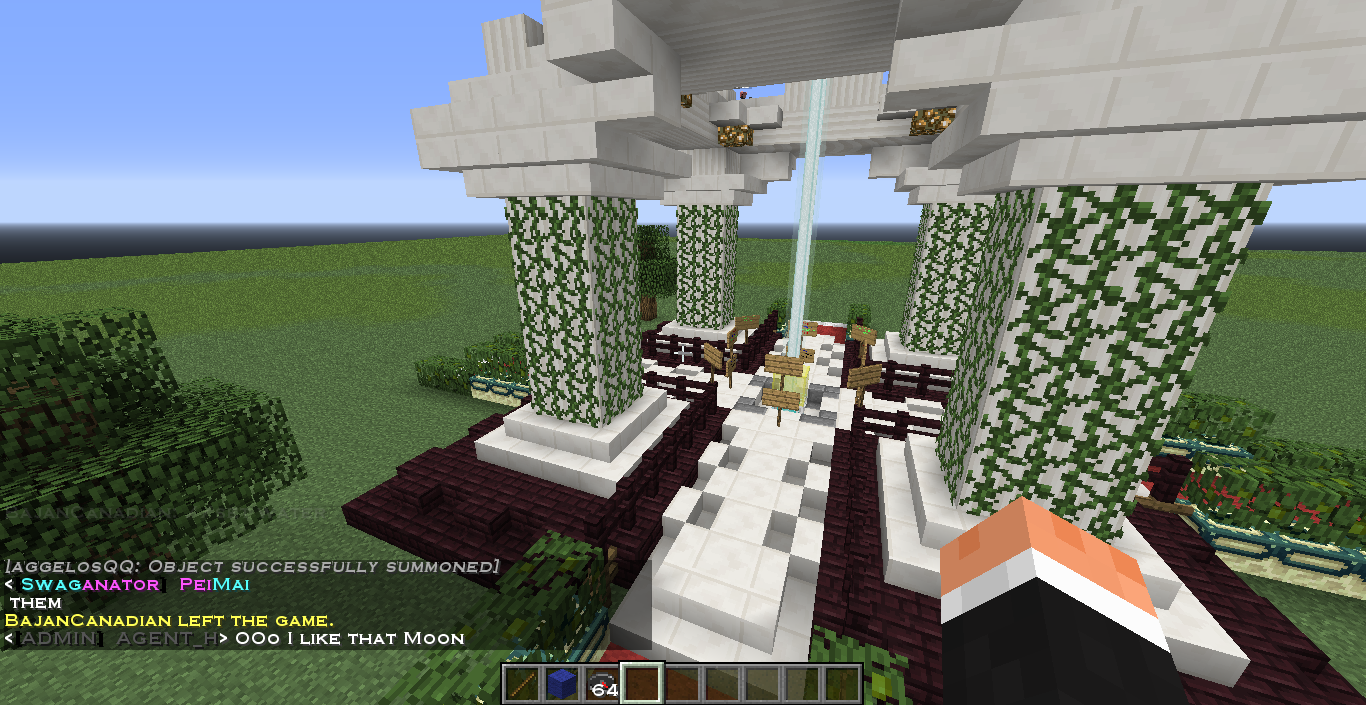 [aggelosQQ: Object successfully summoned]
< Swaganator PeiMai
them
BajanCanadian left the game.
<[Admin] Agent_H> OOo I like that Moon
64